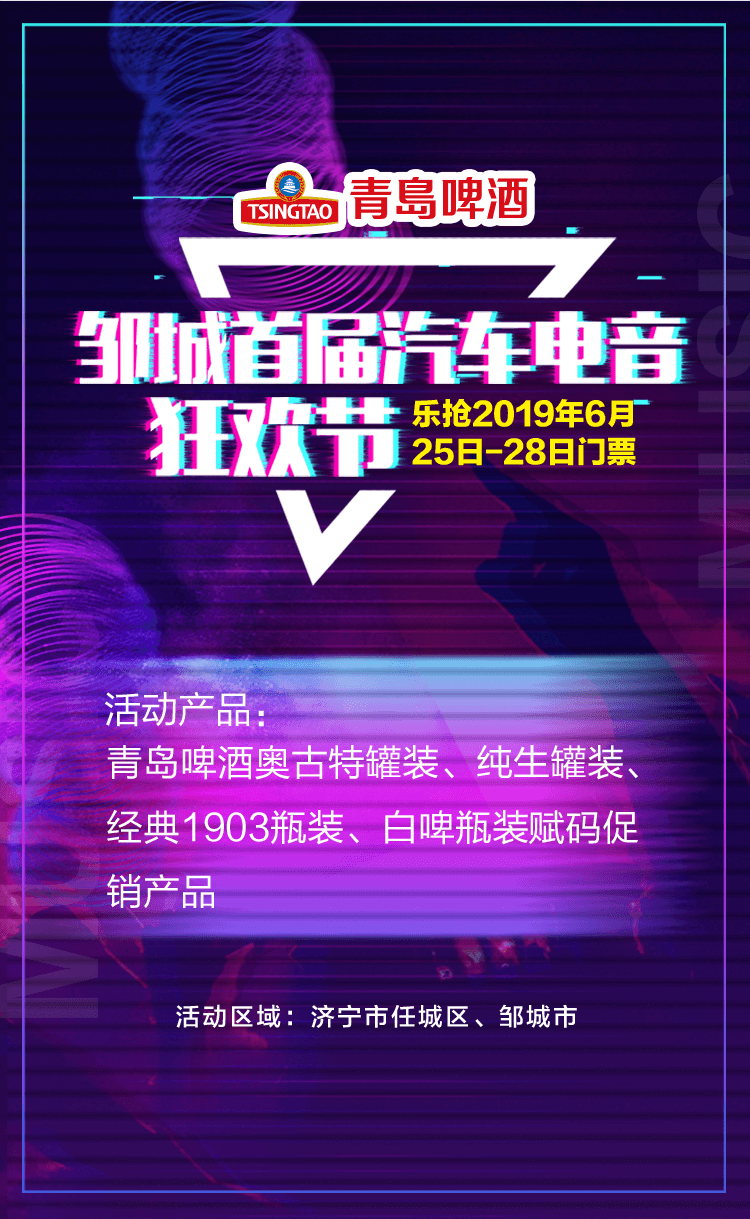 TSINGTAO 青岛啤酒
邹城首届汽车电音
狂欢节
乐抢2019年6月
25日-28日门票
MUSIC
活动产品：
青岛啤酒奥古特罐装、纯生罐装、
经典1903瓶装、白啤瓶装赋码促
销产品
MUSIC
活动区域：济宁市任城区、邹城市